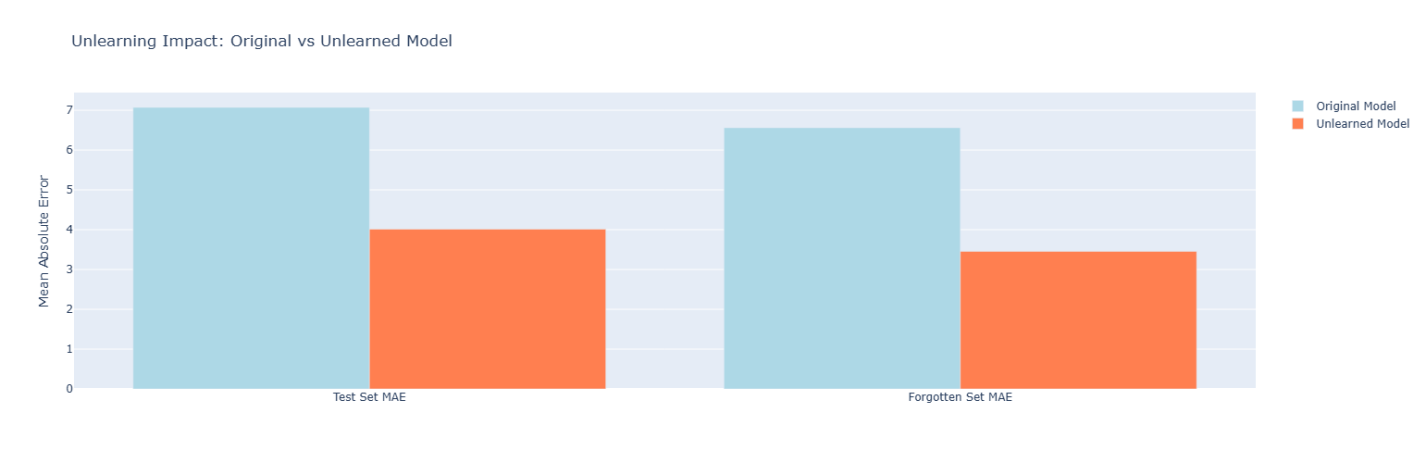 Unlearning Impact: Original vs Unlearned Model
Original Model
Unlearned Model
Mean Absolute Error
7
6
5
4
3
2
1
0
Test Set MAE
Forgotten Set MAE